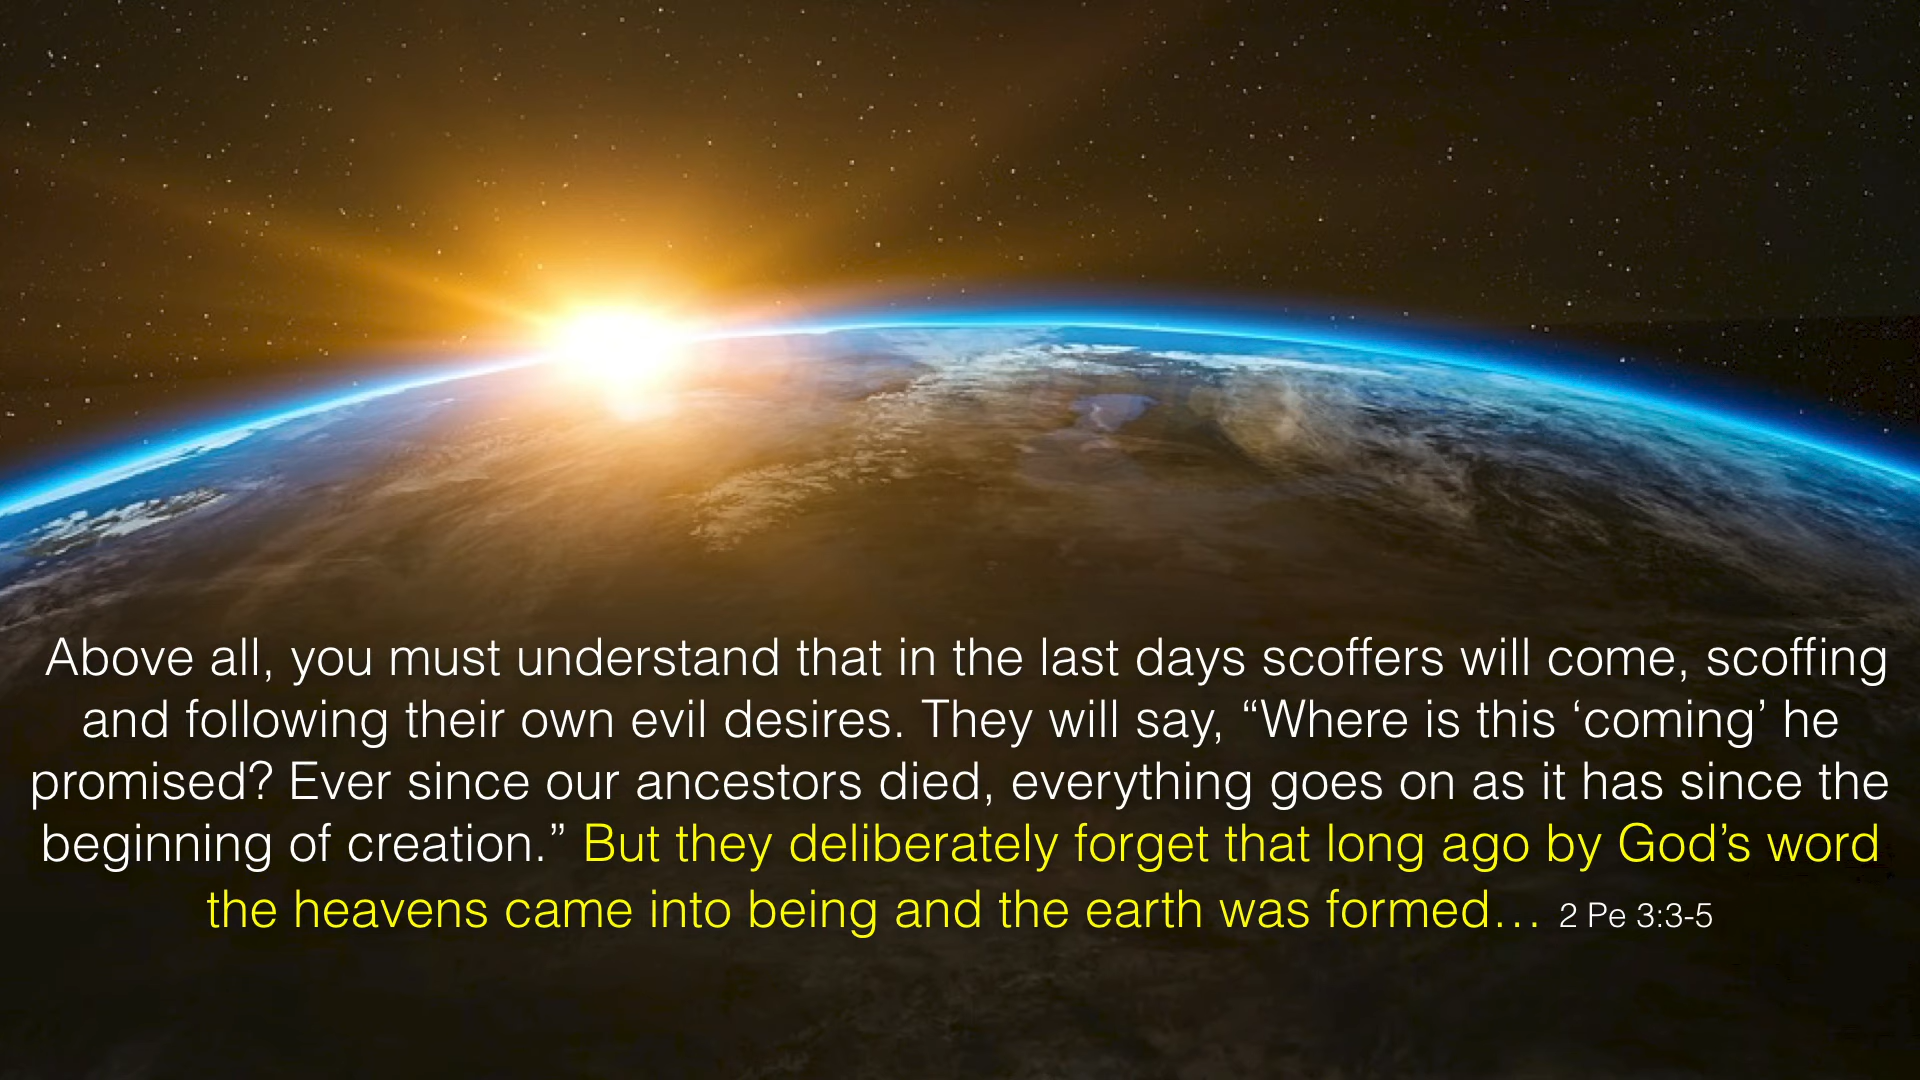 Above all, you must understand that in the last days scoffers will come, scoffing
and following their own evil desires. They will say, “Where is this ‘coming’ he
promised? Ever since our ancestors died, everything goes on as it has since the
beginning of creation.” But they deliberately forget that long ago by God’s word
the heavens came into being and the earth was formed… 2 Pe 3:3-5